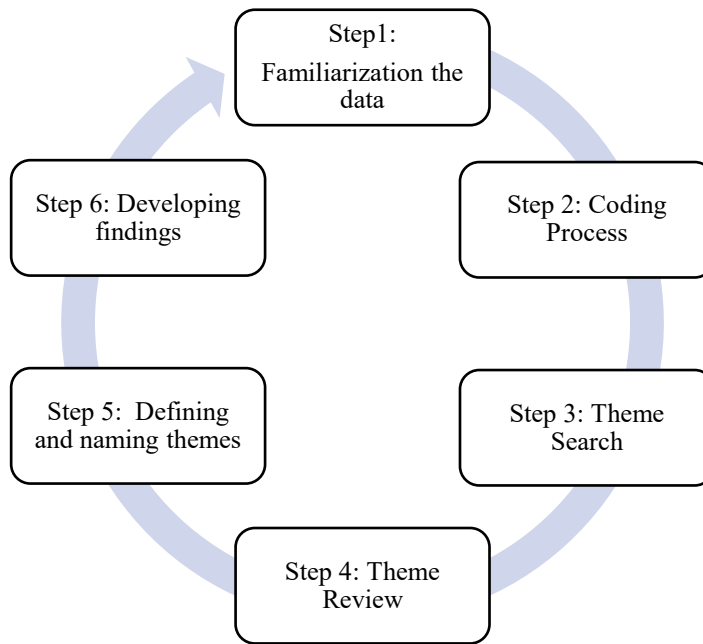 Step1:
Familiarization the
data
Step 2: Coding
Process
Step 3: Theme
Search
Step 4: Theme
Review
Step 5:  Defining
and naming themes
Step 6: Developing
findings